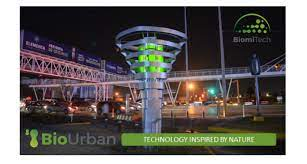 BiomiTech
BioUrban
TECHNOLOGY INSPIRED BY NATURE